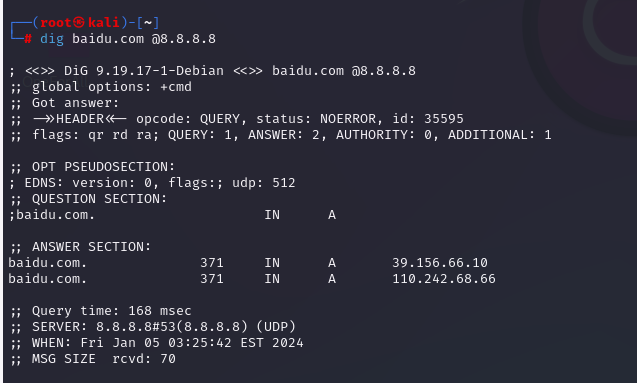 ┌──(root㉿kali)-[~]
└─# dig baidu.com @8.8.8.8

; <<>> DiG 9.19.17-1-Debian <<>> baidu.com @8.8.8.8
;; global options: +cmd
;; Got answer:
;; ->>HEADER<<- opcode: QUERY, status: NOERROR, id: 35595
;; flags: qr rd ra; QUERY: 1, ANSWER: 2, AUTHORITY: 0, ADDITIONAL: 1

;; OPT PSEUDOSECTION:
; EDNS: version: 0, flags:; udp: 512
;; QUESTION SECTION:
;baidu.com.                     IN      A

;; ANSWER SECTION:
baidu.com.              371     IN      A       39.156.66.10
baidu.com.              371     IN      A       110.242.68.66

;; Query time: 168 msec
;; SERVER: 8.8.8.8#53(8.8.8.8) (UDP)
;; WHEN: Fri Jan 05 03:25:42 EST 2024
;; MSG SIZE  rcvd: 70